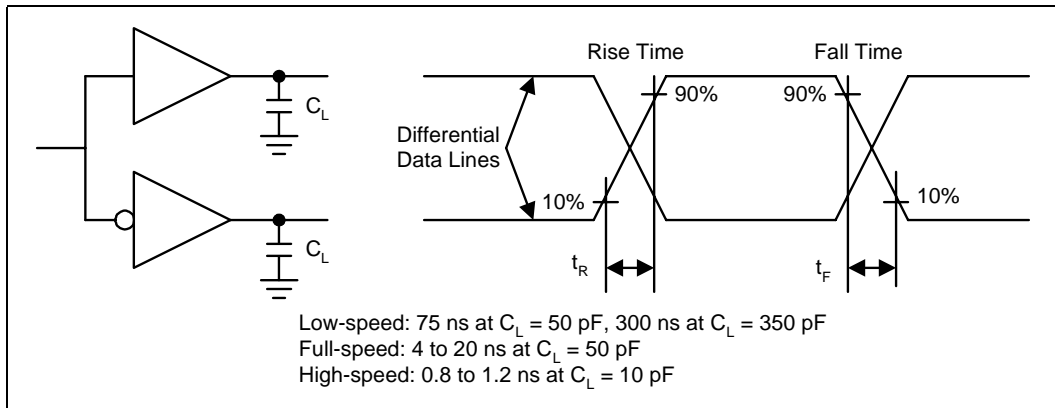 Rise Time
Fall Time
C_L
90%
90%
Differential
Data Lines
10%
10%
C_L
t_R
t_F
Low-speed: 75 ns at C_L = 50 pF, 300 ns at C_L = 350 pF
Full-speed: 4 to 20 ns at C_L = 50 pF
High-speed: 0.8 to 1.2 ns at C_L = 10 pF